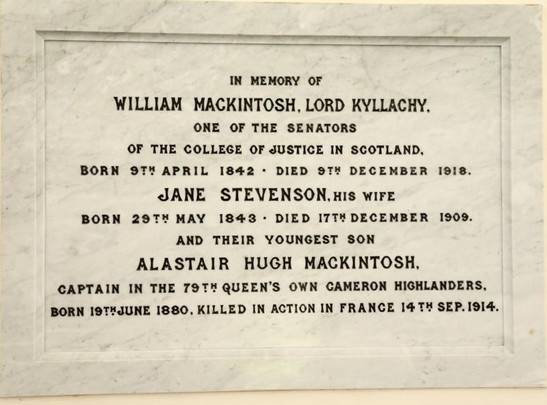 IN MEMORY OF
WILLIAM MACKINTOSH, LORD KYLLACHY,
ONE OF THE SENATORS
OF THE COLLEGE OF JUSTICE IN SCOTLAND,
BORN 9TH APRIL 1842 · DIED 9TH DECEMBER 1918.
JANE STEVENSON, HIS WIFE
BORN 29TH MAY 1843 · DIED 17TH DECEMBER 1909.
AND THEIR YOUNGEST SON
ALASTAIR HUGH MACKINTOSH,
CAPTAIN IN THE 79TH QUEEN'S OWN CAMERON HIGHLANDERS,
BORN 19TH JUNE 1880, KILLED IN ACTION IN FRANCE 14TH SEP. 1914.